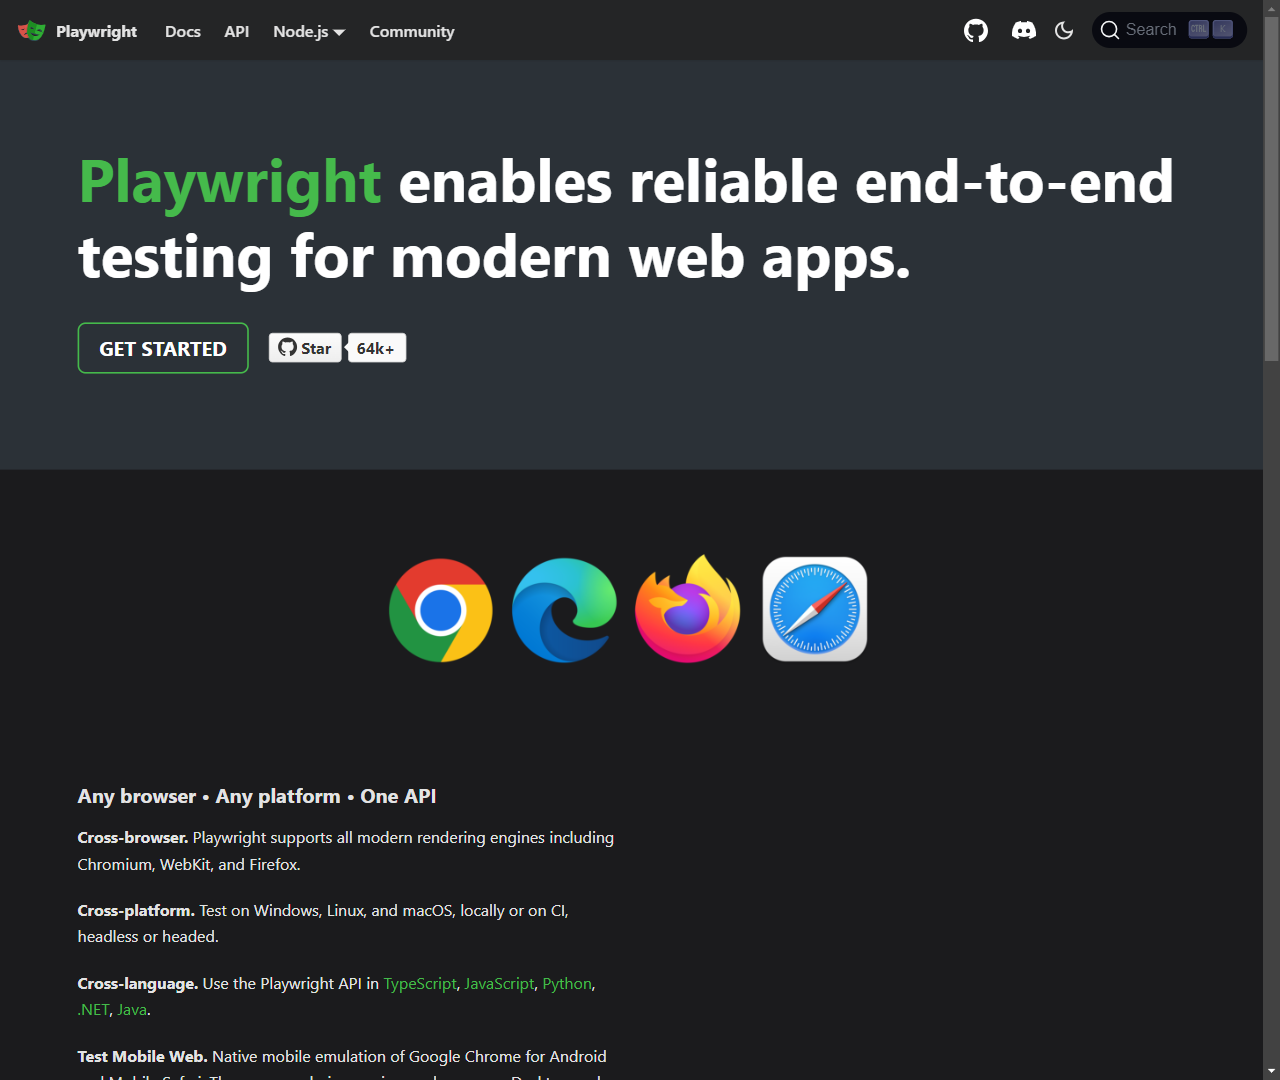 Playwright Docs API Node.js Community Search CTRL K
Playwright enables reliable end-to-end
testing for modern web apps.
GET STARTED Star 64k+
Any browser • Any platform • One API
Cross-browser. Playwright supports all modern rendering engines including
Chromium, WebKit, and Firefox.
Cross-platform. Test on Windows, Linux, and macOS, locally or on CI,
headless or headed.
Cross-language. Use the Playwright API in TypeScript, JavaScript, Python,
.NET, Java.
Test Mobile Web. Native mobile emulation of Google Chrome for Android